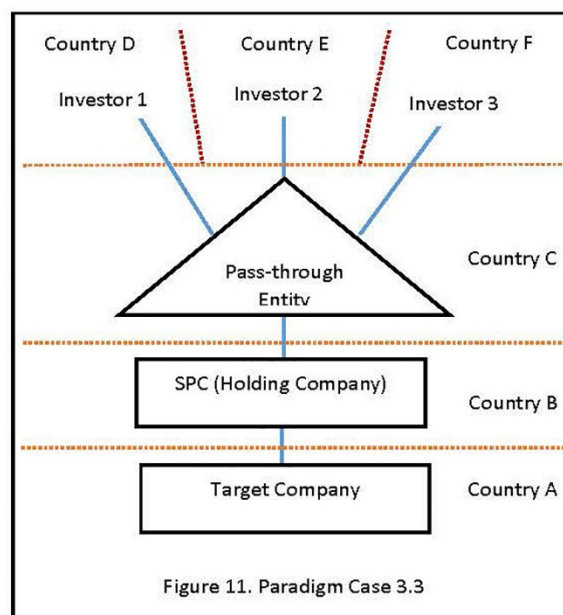 Country D
Country E
Country F
Investor 1
Investor 2
Investor 3
Country C
Pass-through
Entity
SPC (Holding Company)
Country B
Target Company
Country A
Figure 11. Paradigm Case 3.3